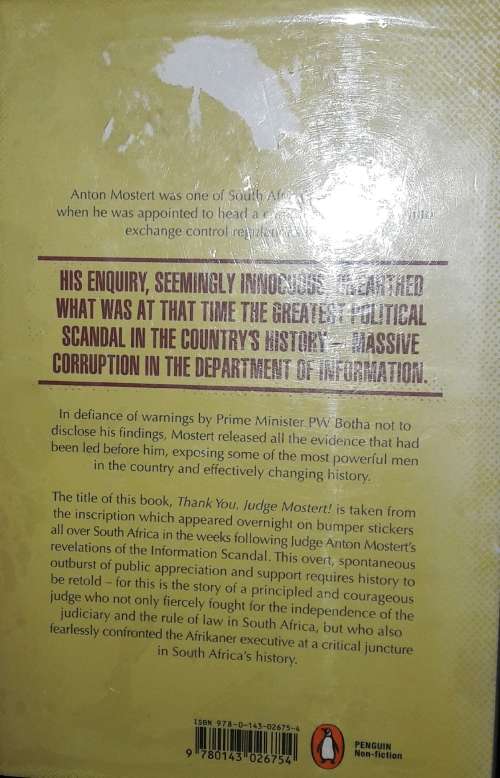 Anton Mostert was one of South
when he was appointed to head a
exchange control
HIS ENQUIRY, SEEMINGLY INNOCUOUS, UNEARTHED
WHAT WAS AT THAT TIME THE GREATEST POLITICAL
SCANDAL IN THE COUNTRY'S HISTORY – MASSIVE
CORRUPTION IN THE DEPARTMENT OF INFORMATION.
In defiance of warnings by Prime Minister PW Botha not to
disclose his findings, Mostert released all the evidence that had
been led before him, exposing some of the most powerful men
in the country and effectively changing history.
The title of this book, Thank You, Judge Mostert! is taken from
the inscription which appeared overnight on bumper stickers
all over South Africa in the weeks following Judge Anton Mostert's
revelations of the Information Scandal. This overt, spontaneous
outburst of public appreciation and support requires history to
be retold – for this is the story of a principled and courageous
judge who not only fiercely fought for the independence of the
judiciary and the rule of law in South Africa, but who also
fearlessly confronted the Afrikaner executive at a critical juncture
in South Africa's history.
ISBN 978-0-143-02675-4
9 780143 026754
PENGUIN
Non-fiction